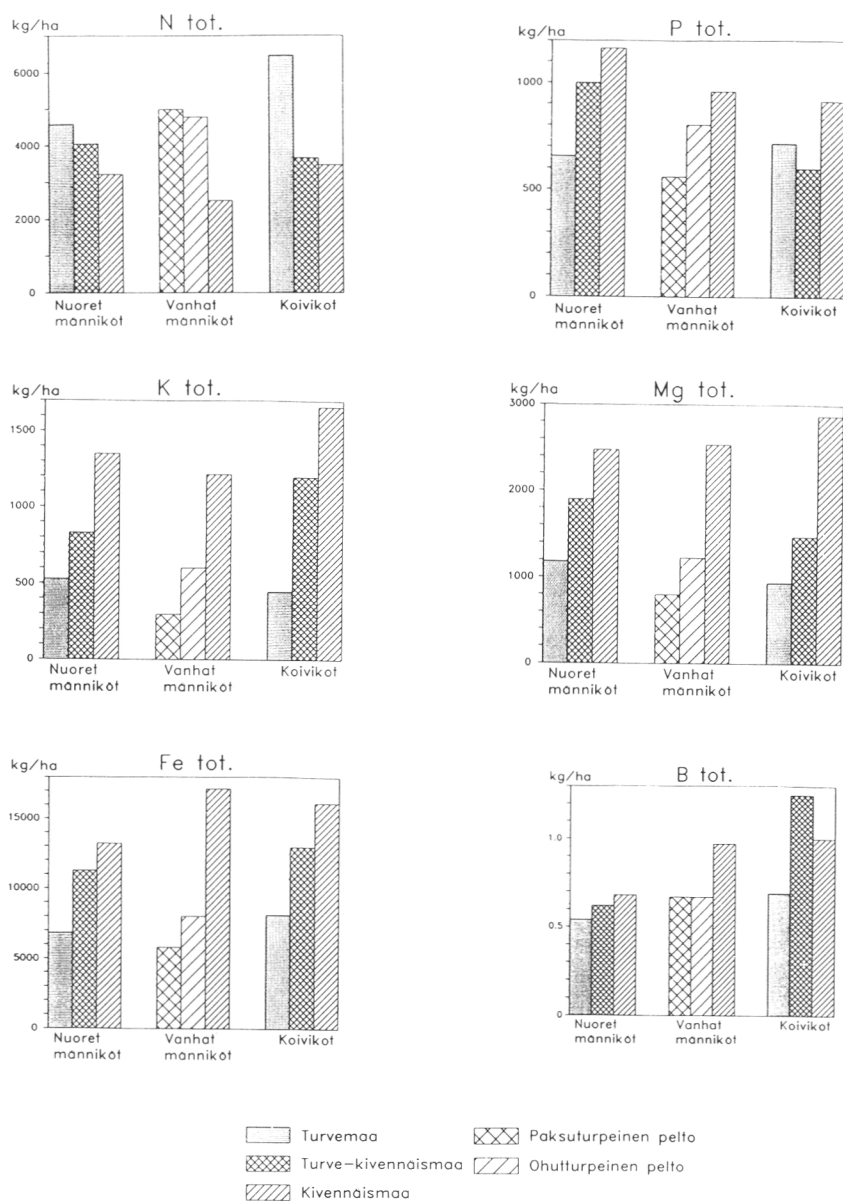 N tot.
kg/ha
6000
4000
2000
0
Nuoret männiköt
Vanhat männiköt
Koivikot
P tot.
kg/ha
1000
500
0
Nuoret männiköt
Vanhat männiköt
Koivikot
K tot.
kg/ha
1500
1000
500
0
Nuoret männiköt
Vanhat männiköt
Koivikot
Mg tot.
kg/ha
3000
2000
1000
0
Nuoret männiköt
Vanhat männiköt
Koivikot
Fe tot.
kg/ha
15000
10000
5000
0
Nuoret männiköt
Vanhat männiköt
Koivikot
B tot.
kg/ha
1.0
0.5
0
Nuoret männiköt
Vanhat männiköt
Koivikot
Turvemaa
Turve-kivennäismaa
Kivennäismaa
Paksuturpeinen pelto
Ohutturpeinen pelto